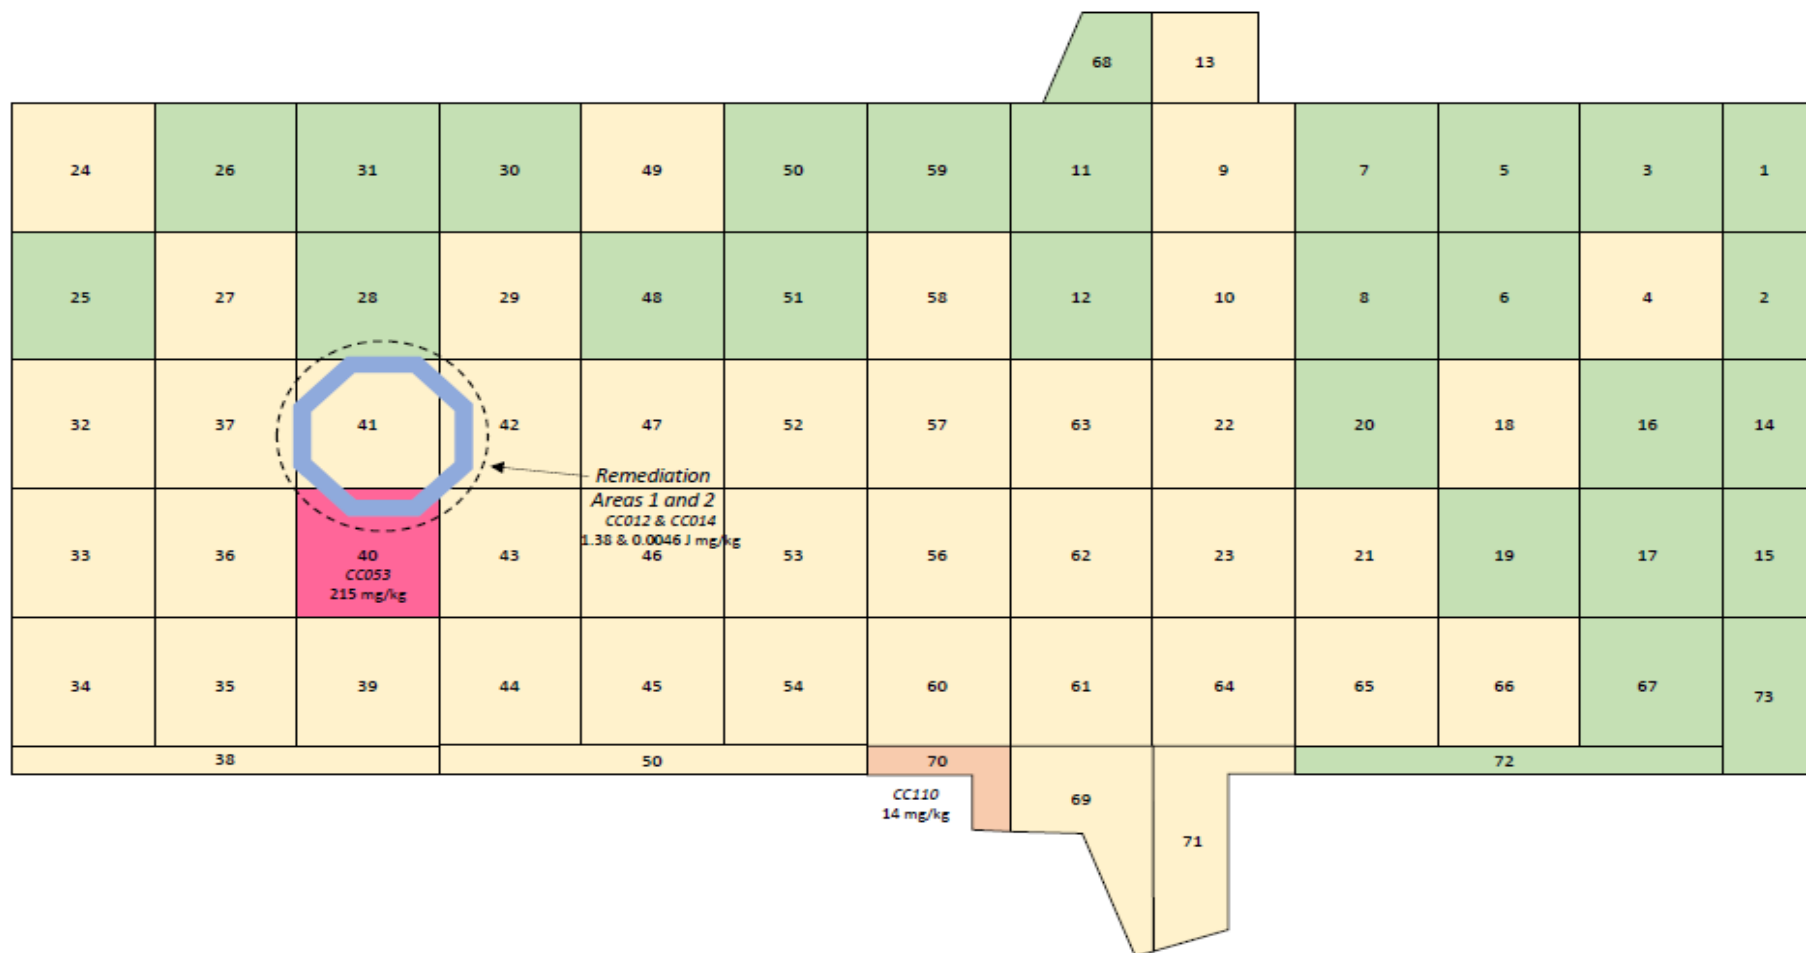 68 13
24 26 31 30 49 50 59 11 9 7 5 3 1
25 27 28 29 48 51 58 12 10 8 6 4 2
32 37 41 42 47 52 57 63 22 20 18 16 14
Remediation
Areas 1 and 2
CC012 & CC014
1.38 & 0.0046 J mg/kg
33 36 40 43 46 53 56 62 23 21 19 17 15
CC053
215 mg/kg
34 35 39 44 45 54 60 61 64 65 66 67 73
38 50 70 72
CC110
14 mg/kg
69
71